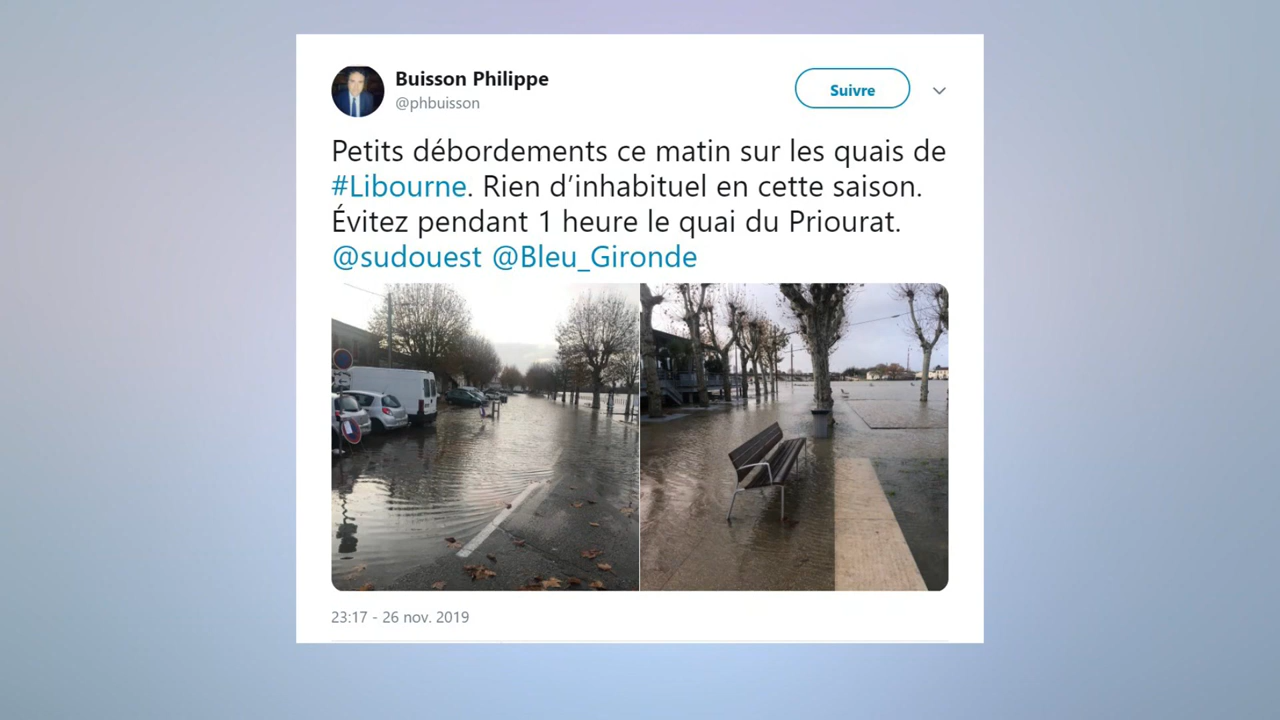 Buisson Philippe
@phbuisson
Suivre
Petits débordements ce matin sur les quais de
#Libourne. Rien d’inhabituel en cette saison.
Évitez pendant 1 heure le quai du Priourat.
@sudouest @Bleu_Gironde
23:17 - 26 nov. 2019